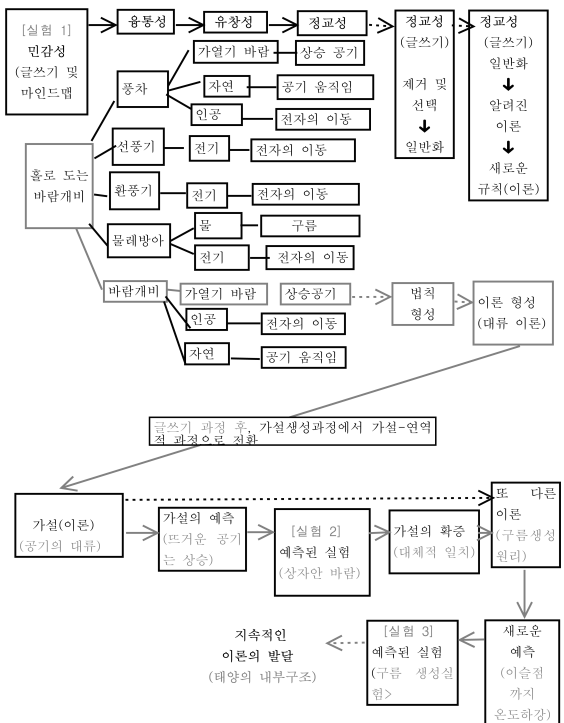 [실험 1]
민감성
(글쓰기 및
마인드맵
융통성
유창성
정교성
정교성
(글쓰기)
제거 및
선택
일반화
정교성
(글쓰기)
일반화
알려진
이론
새로운
규칙(이론)
홀로 도는
바람개비
풍차
가열기 바람
상승 공기
자연
공기 움직임
인공
전자의 이동
선풍기
전기
전자의 이동
환풍기
전기
전자의 이동
물레방아
물
구름
전기
전자의 이동
바람개비
가열기 바람
상승공기
법칙
형성
이론 형성
(대류 이론)
인공
전자의 이동
자연
공기 움직임
글쓰기 과정 후, 가설생성과정에서 가설-연역
적 과정으로 전환
가설(이론)
(공기의 대류)
가설의 예측
(뜨거운 공기
는 상승)
[실험 2]
예측된 실험
(상자안 바람)
가설의 확증
(대체적 일치)
또 다른
이론
(구름생성
원리)
새로운
예측
(이슬점
까지
온도하강)
[실험 3]
예측된 실험
(구름 생성실
험>
지속적인
이론의 발달
(태양의 내부구조)